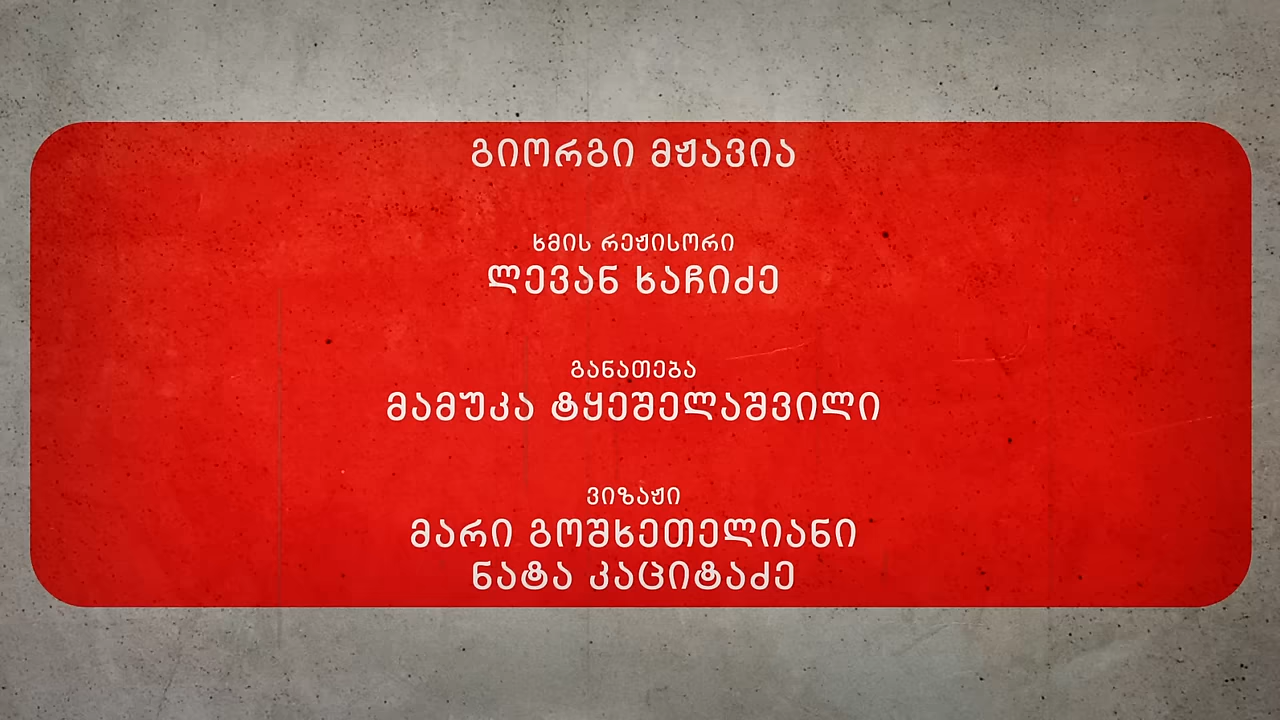 გიორგი მჟავია
ხმის რეჟისორი
ლევან ხაჩიძე
განათება
მამუკა ტყეშელაშვილი
ვიზაჟი
მარი გოშხეთელიანი
ნატა კაციტაძე